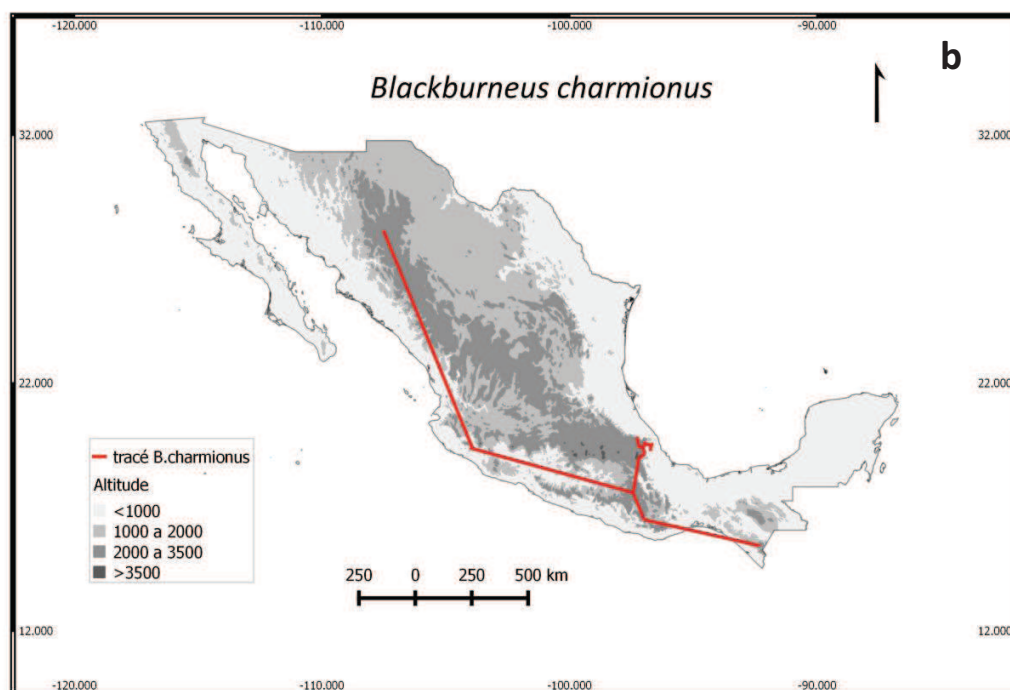 -120.000 -110.000 -100.000 -90.000
b
Blackburneus charmionus
32.000 32.000
22.000 22.000
tracé B.charmionus
Altitude
<1000
1000 a 2000
2000 a 3500
>3500
250 0 250 500 km
12.000 12.000
-120.000 -110.000 -100.000 -90.000